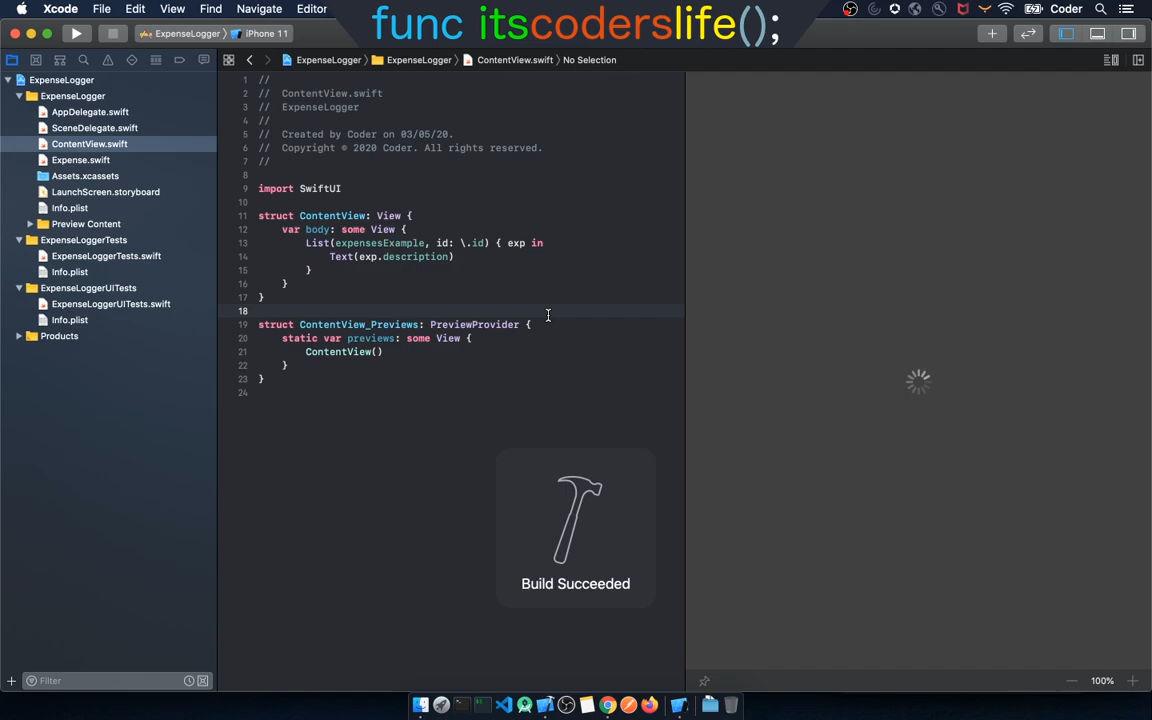 Xcode File Edit View Find Navigate Editor
func itscoderslife();
Coder
ExpenseLogger iPhone 11
ExpenseLogger ExpenseLogger ContentView.swift No Selection
ExpenseLogger
ExpenseLogger
AppDelegate.swift
SceneDelegate.swift
ContentView.swift
Expense.swift
Assets.xcassets
LaunchScreen.storyboard
Info.plist
Preview Content
ExpenseLoggerTests
ExpenseLoggerTests.swift
Info.plist
ExpenseLoggerUITests
ExpenseLoggerUITests.swift
Info.plist
Products
Filter
1 //
2 // ContentView.swift
3 // ExpenseLogger
4 //
5 // Created by Coder on 03/05/20.
6 // Copyright © 2020 Coder. All rights reserved.
7 //
8
9 import SwiftUI
10
11 struct ContentView: View {
12 var body: some View {
13 List(expensesExample, id: \.id) { exp in
14 Text(exp.description)
15 }
16 }
17 }
18
19 struct ContentView_Previews: PreviewProvider {
20 static var previews: some View {
21 ContentView()
22 }
23 }
24
Build Succeeded
100%